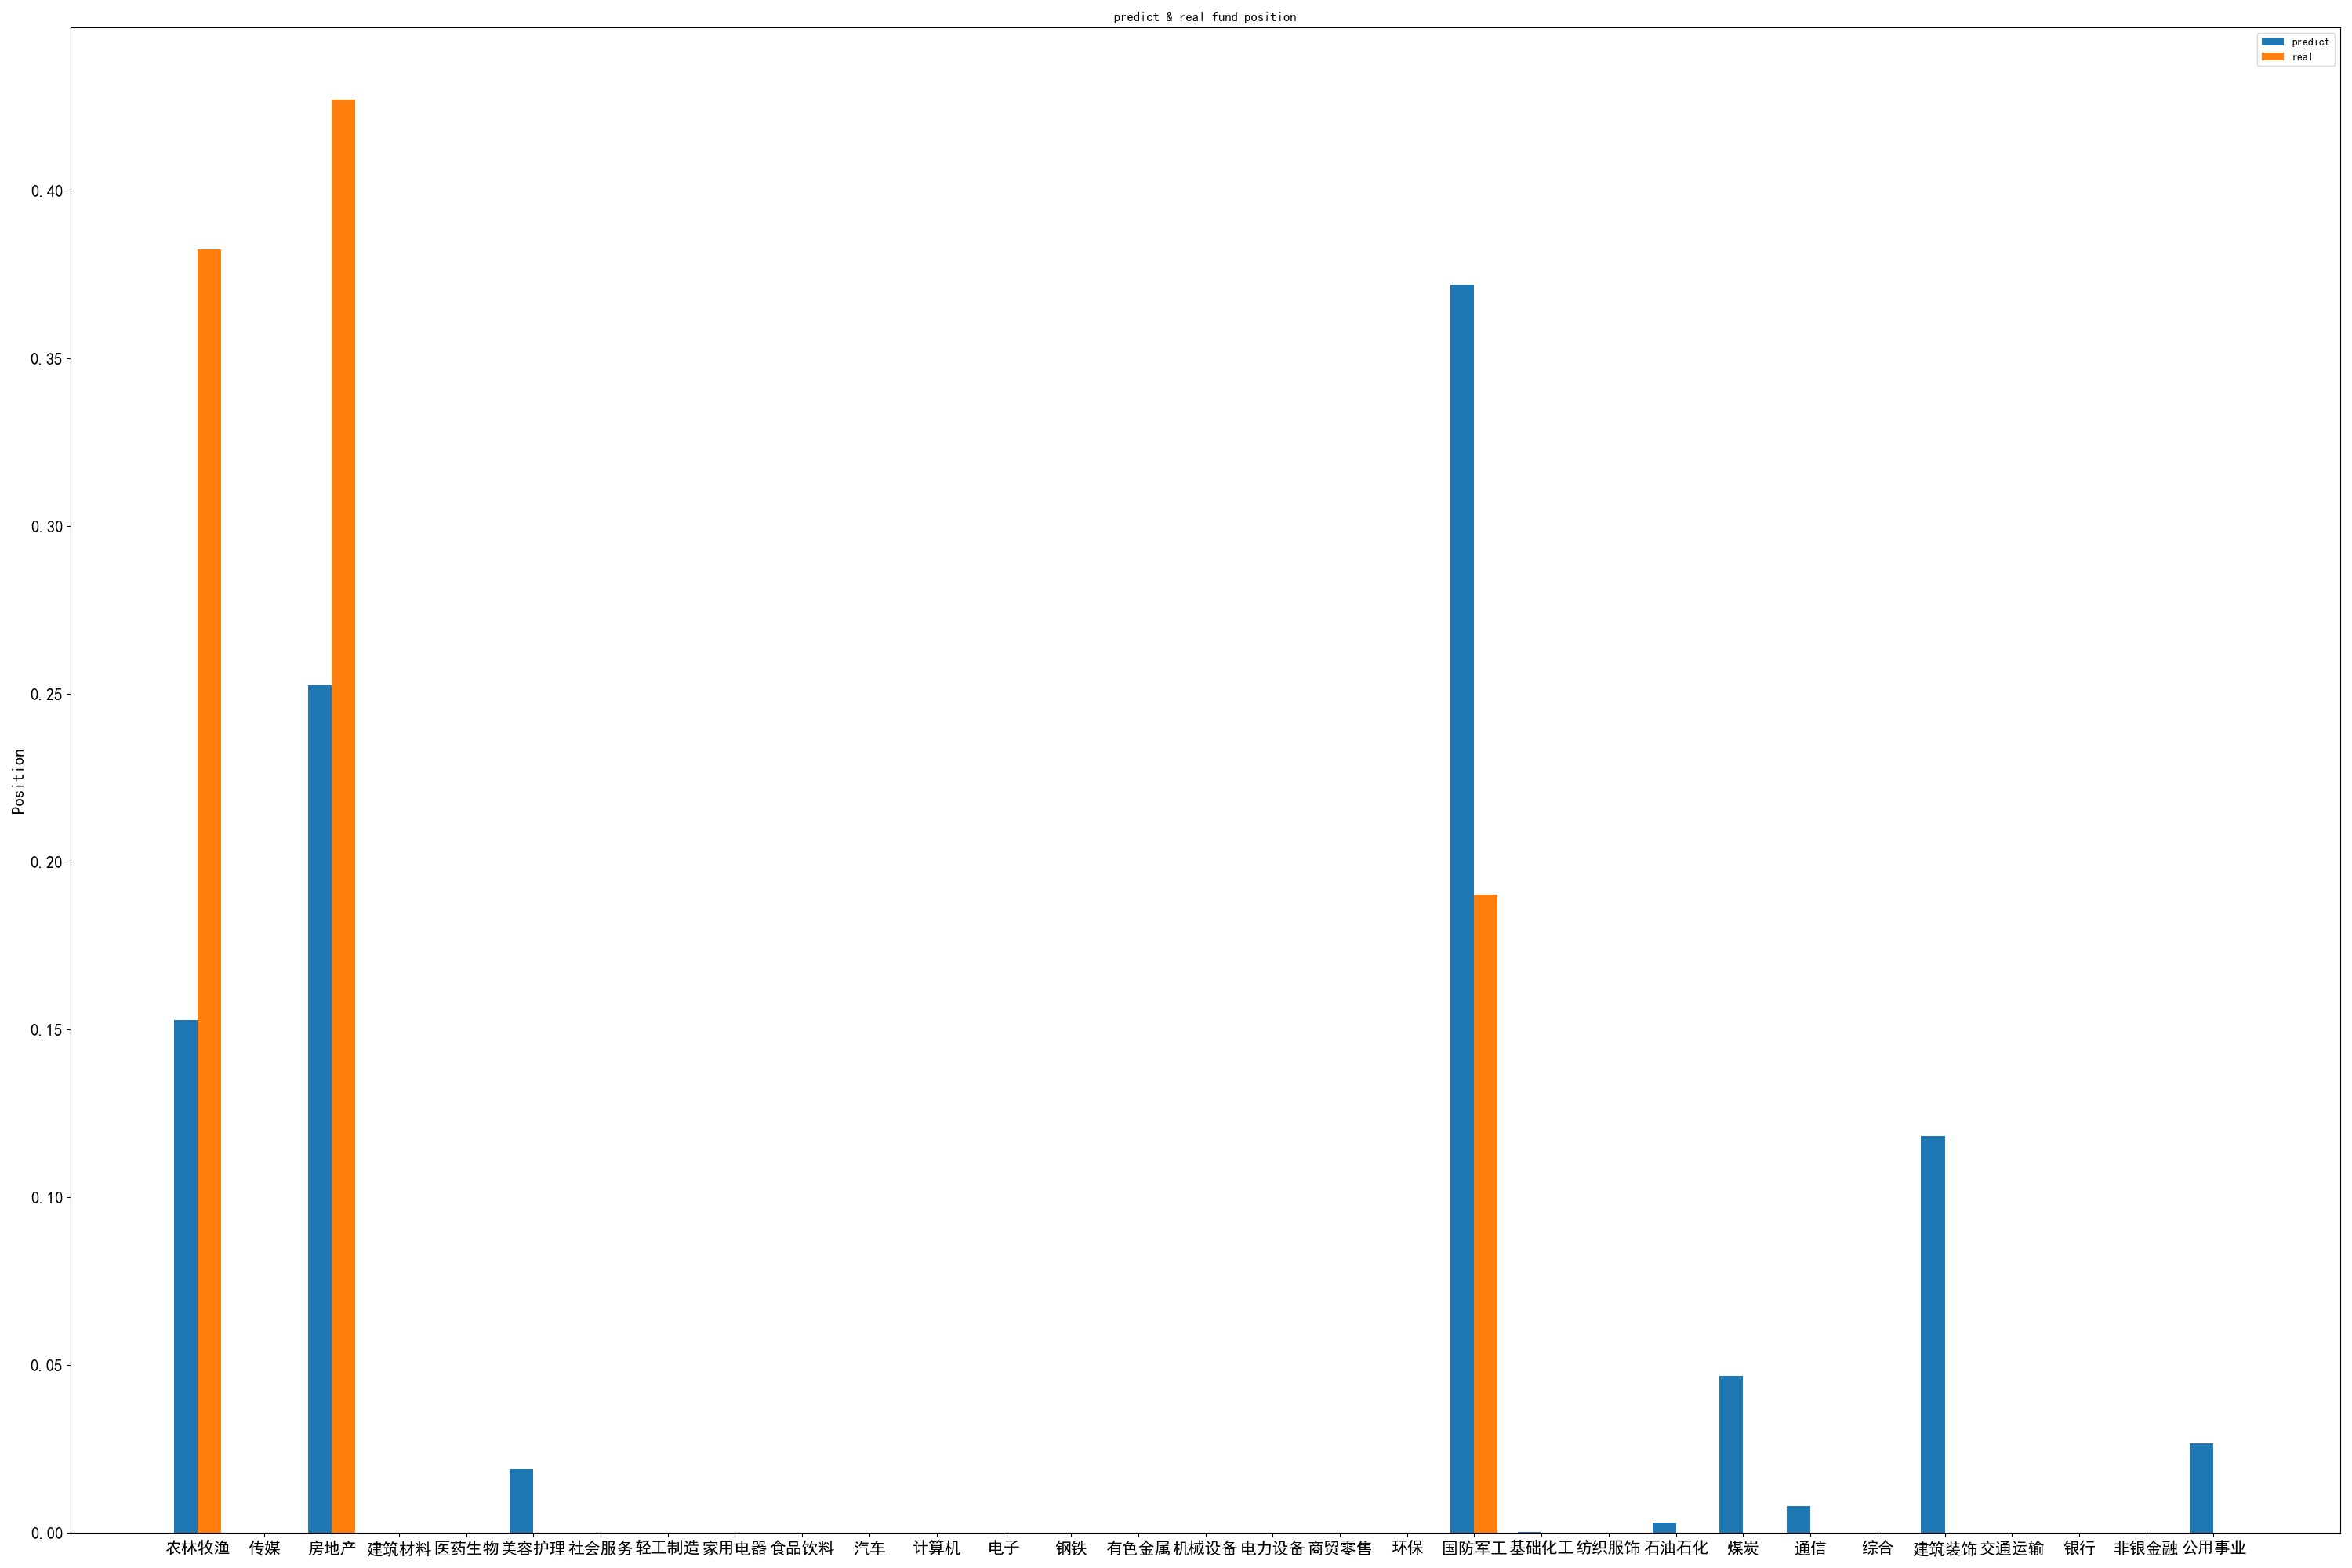 predict & real fund position
predict
real
Position
0.40
0.35
0.30
0.25
0.20
0.15
0.10
0.05
0.00
农林牧渔 传媒 房地产 建筑材料 医药生物 美容护理 社会服务 轻工制造 家用电器 食品饮料 汽车 计算机 电子 钢铁 有色金属 机械设备 电力设备 商贸零售 环保 国防军工 基础化工 纺织服饰 石油石化 煤炭 通信 综合 建筑装饰 交通运输 银行 非银金融 公用事业